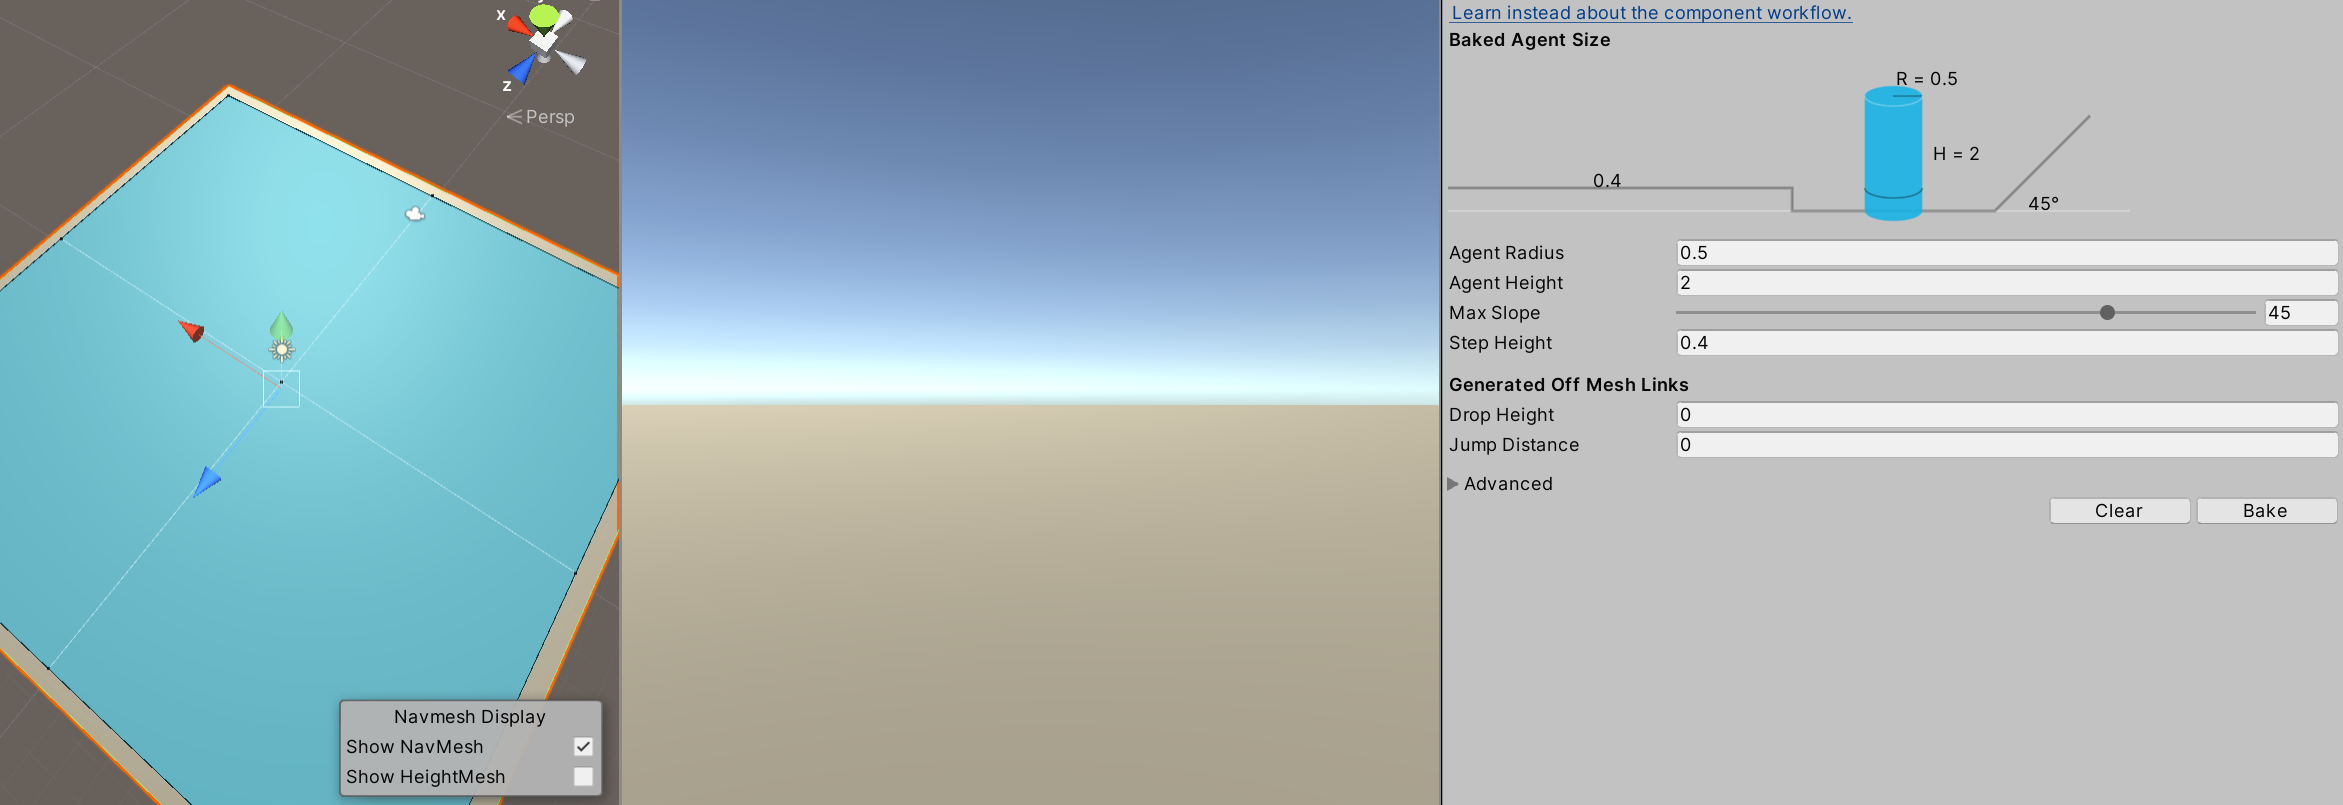 x
z
Persp
Navmesh Display
Show NavMesh
Show HeightMesh
Learn instead about the component workflow.
Baked Agent Size
R = 0.5
H = 2
0.4
45°
Agent Radius 0.5
Agent Height 2
Max Slope 45
Step Height 0.4
Generated Off Mesh Links
Drop Height 0
Jump Distance 0
Advanced
Clear Bake